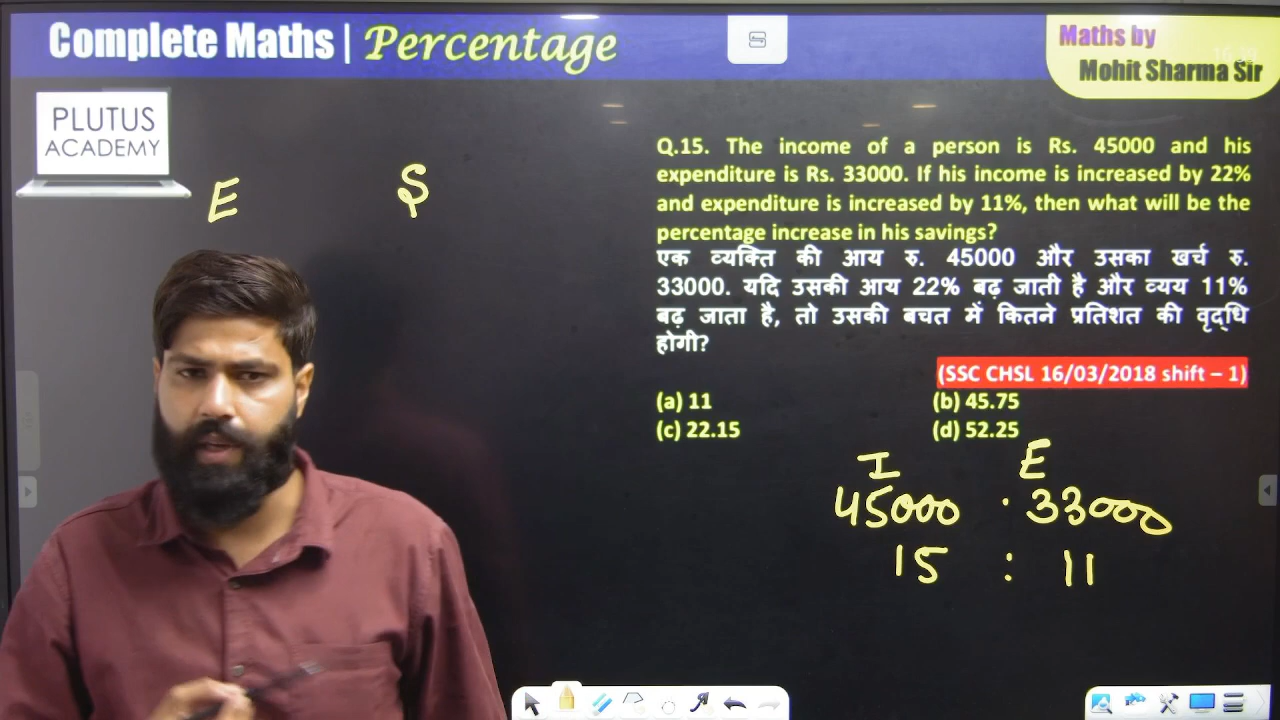 Complete Maths | Percentage
Maths by
Mohit Sharma Sir
PLUTUS
ACADEMY
E $
Q.15. The income of a person is Rs. 45000 and his
expenditure is Rs. 33000. If his income is increased by 22%
and expenditure is increased by 11%, then what will be the
percentage increase in his savings?
एक व्यक्ति की आय रु. 45000 और उसका खर्च रु.
33000. यदि उसकी आय 22% बढ़ जाती है और व्यय 11%
बढ़ जाता है, तो उसकी बचत में कितने प्रतिशत की वृद्धि
होगी?
(SSC CHSL 16/03/2018 shift – 1)
(a) 11 (b) 45.75
(c) 22.15 (d) 52.25
I E
45000 . 33000
15 : 11